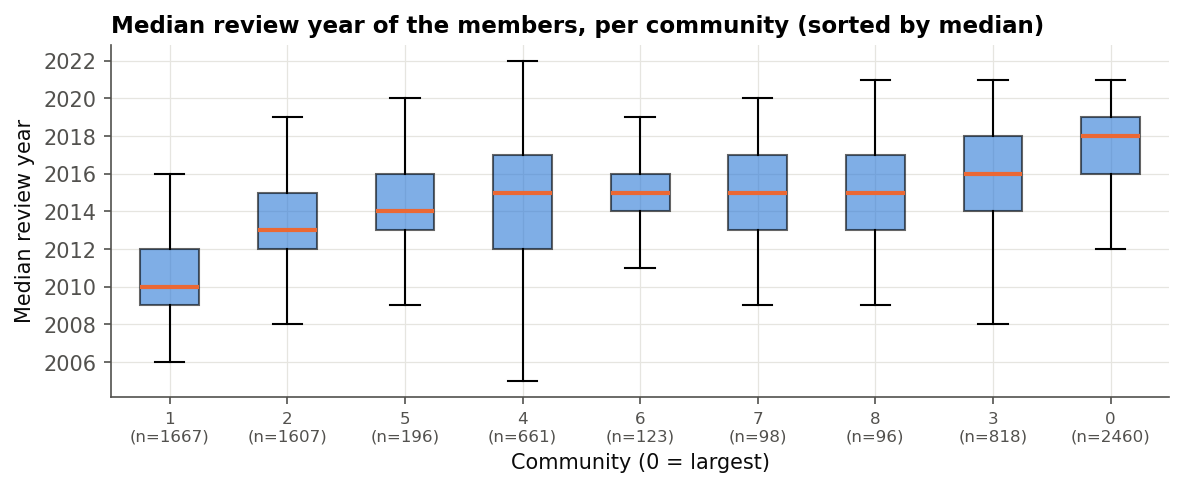 Median review year of the members, per community (sorted by median)
Median review year
2022
2020
2018
2016
2014
2012
2010
2008
2006
1 2 5 4 6 7 8 3 0
(n=1667) (n=1607) (n=196) (n=661) (n=123) (n=98) (n=96) (n=818) (n=2460)
Community (0 = largest)